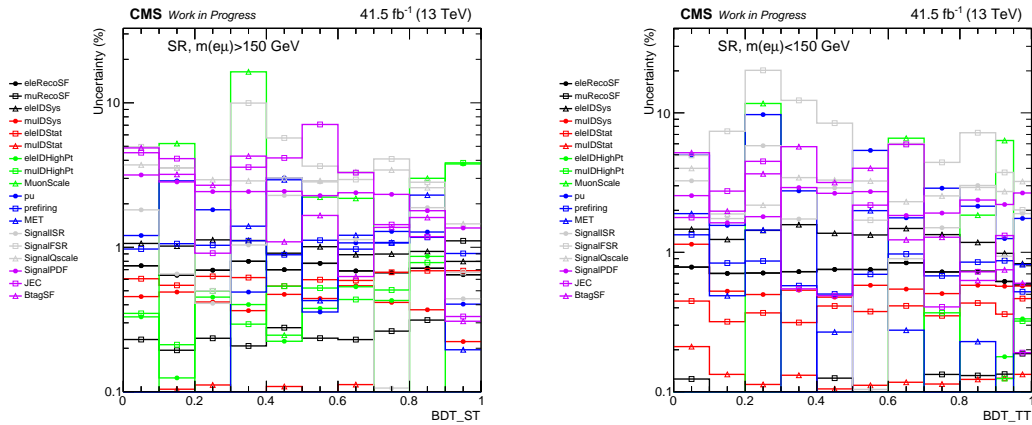 CMS Work in Progress 41.5 fb⁻¹ (13 TeV)
SR, m(eμ)>150 GeV
Uncertainty (%)
10
1
0.1
0 0.2 0.4 0.6 0.8 1
BDT_ST
eleRecoSF
muRecoSF
eleIDSys
muIDSys
eleIDStat
muIDStat
eleIDHighPt
muIDHighPt
MuonScale
pu
prefiring
MET
SignalISR
SignalFSR
SignalQscale
SignalPDF
JEC
BtagSF
CMS Work in Progress 41.5 fb⁻¹ (13 TeV)
SR, m(eμ)<150 GeV
Uncertainty (%)
10
1
0.1
0 0.2 0.4 0.6 0.8 1
BDT_TT
eleRecoSF
muRecoSF
eleIDSys
muIDSys
eleIDStat
muIDStat
eleIDHighPt
muIDHighPt
MuonScale
pu
prefiring
MET
SignalISR
SignalFSR
SignalQscale
SignalPDF
JEC
BtagSF